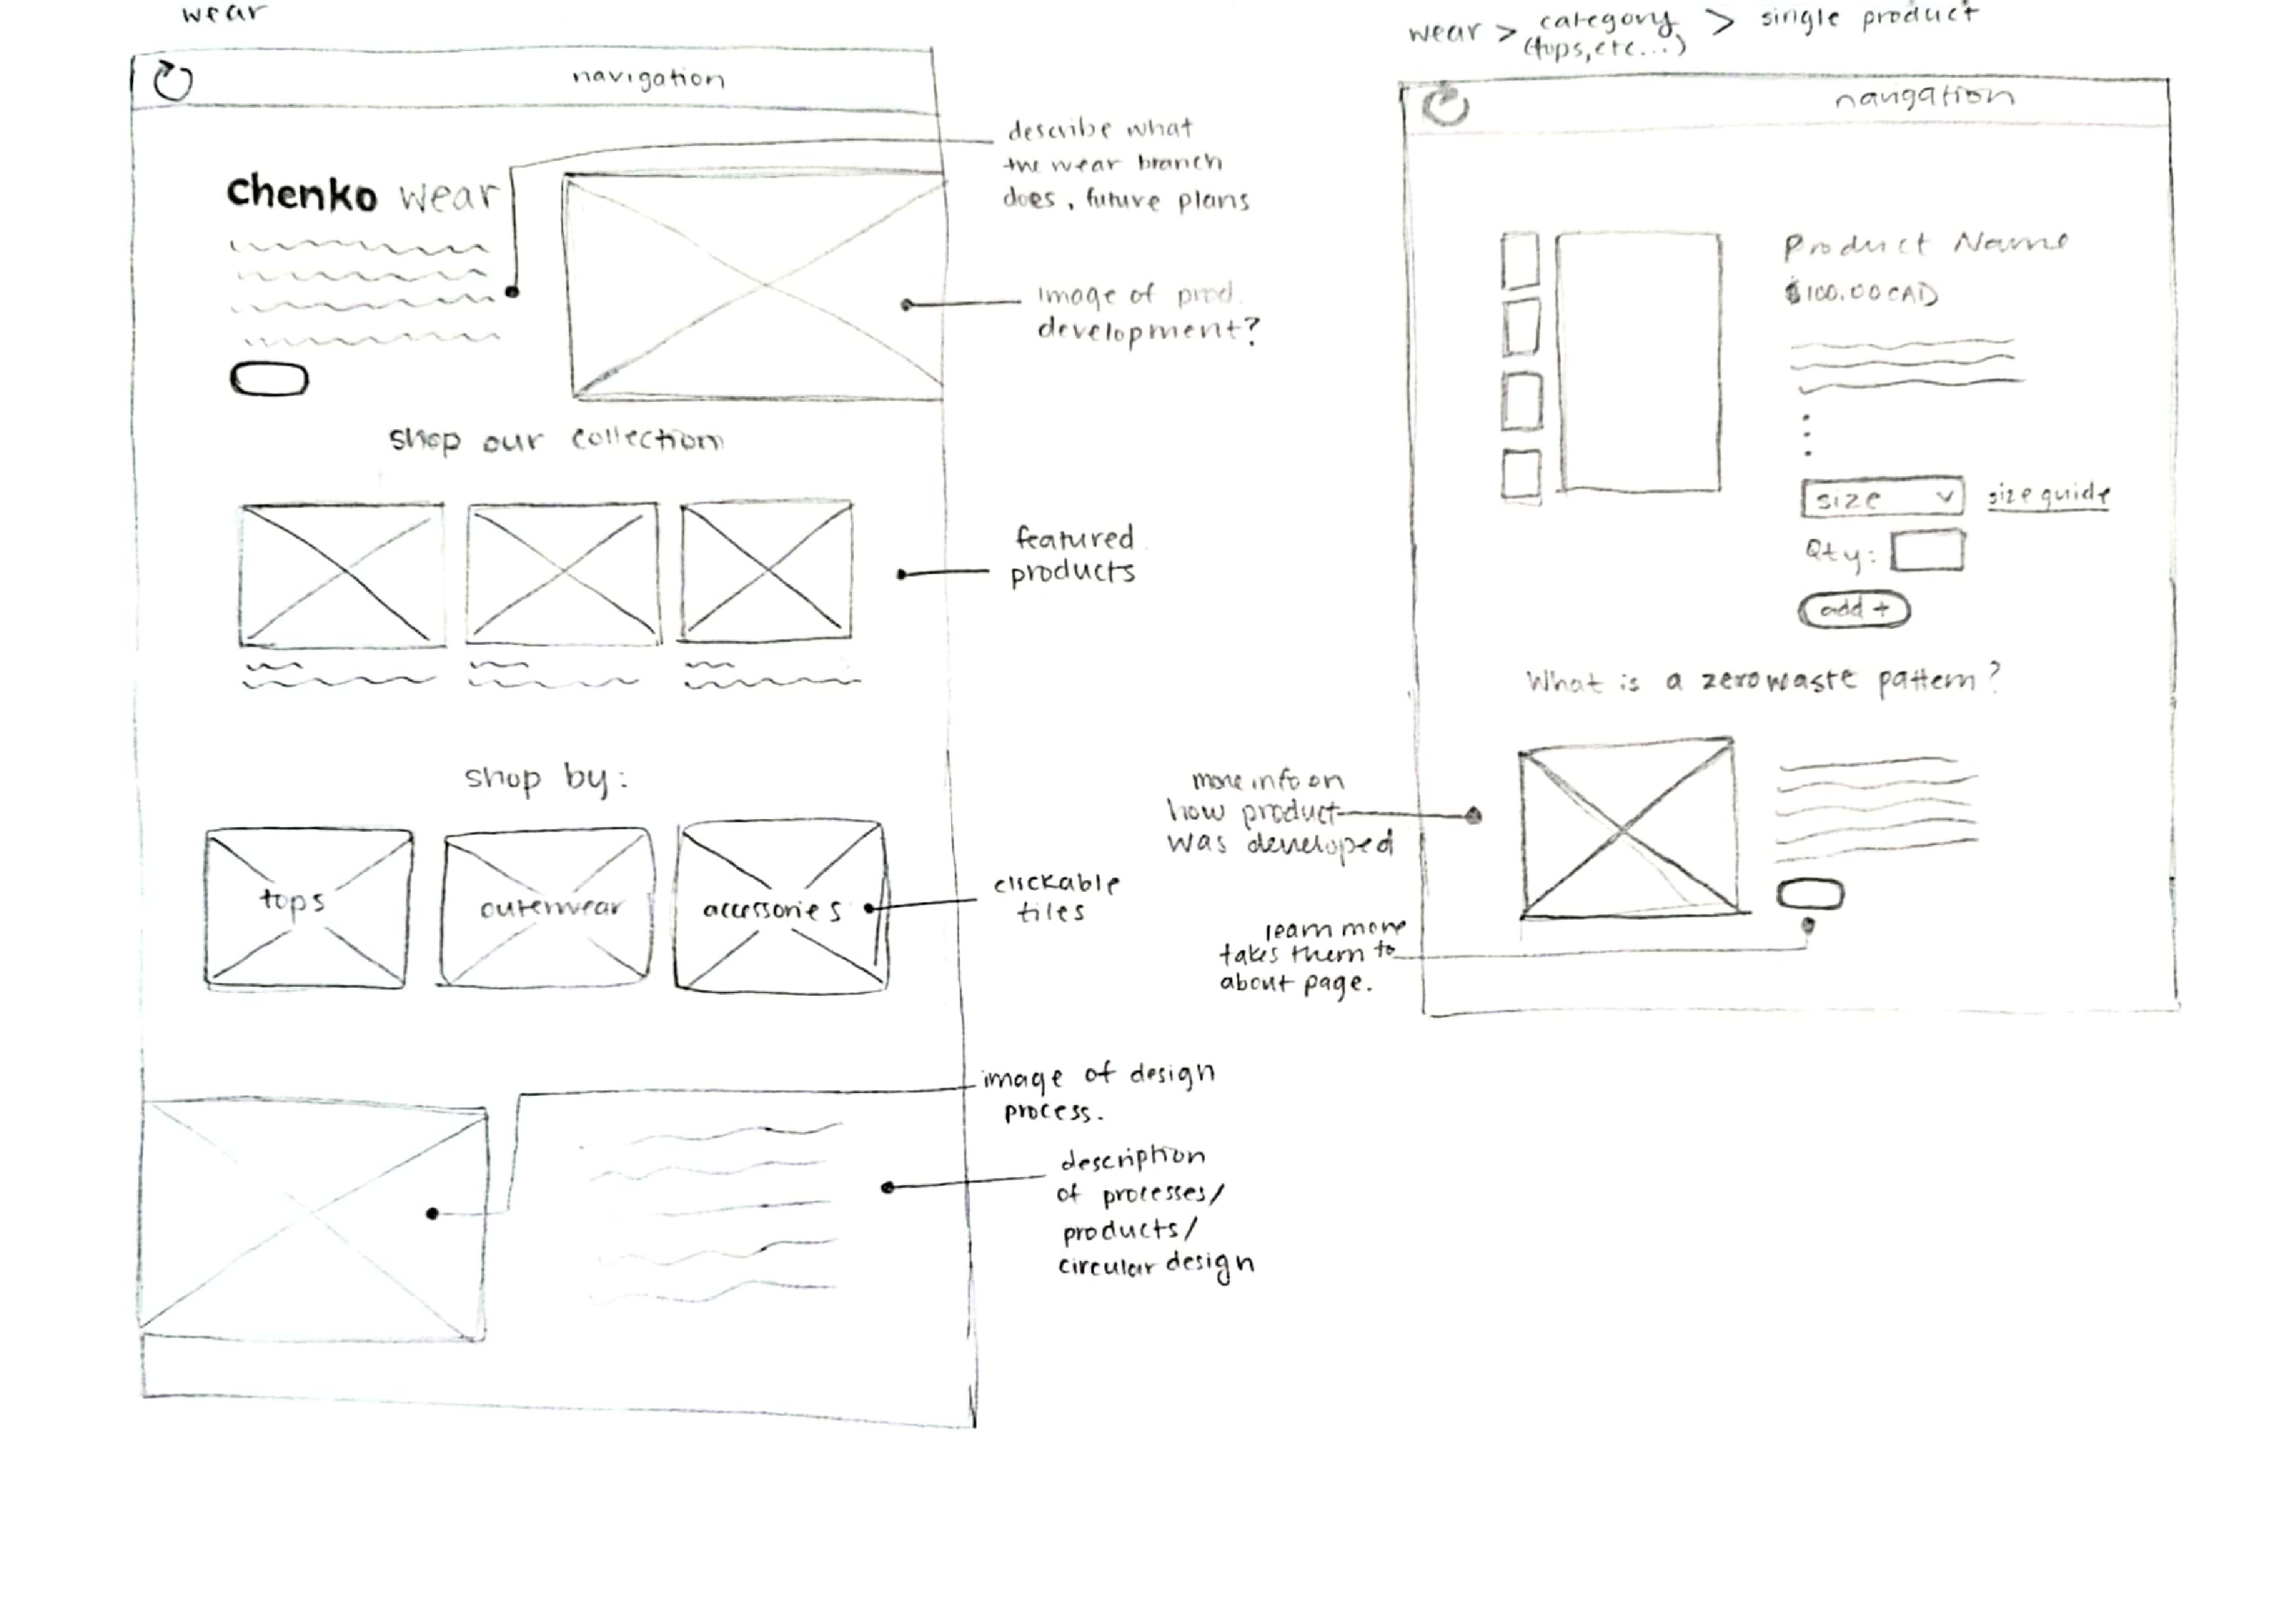 wear
navigation
chenko wear
describe what
the wear branch
does, future plans
image of prod.
development?
shop our collection
featured
products
shop by:
tops
outerwear
accessories
clickable
tiles
image of design
process.
description
of processes/
products/
circular design
wear > category > single product
(tops, etc...)
navigation
Product Name
$100.00 CAD
size
size guide
Qty:
add +
What is a zero waste pattern?
more info on
how product
was developed
learn more
takes them to
about page.